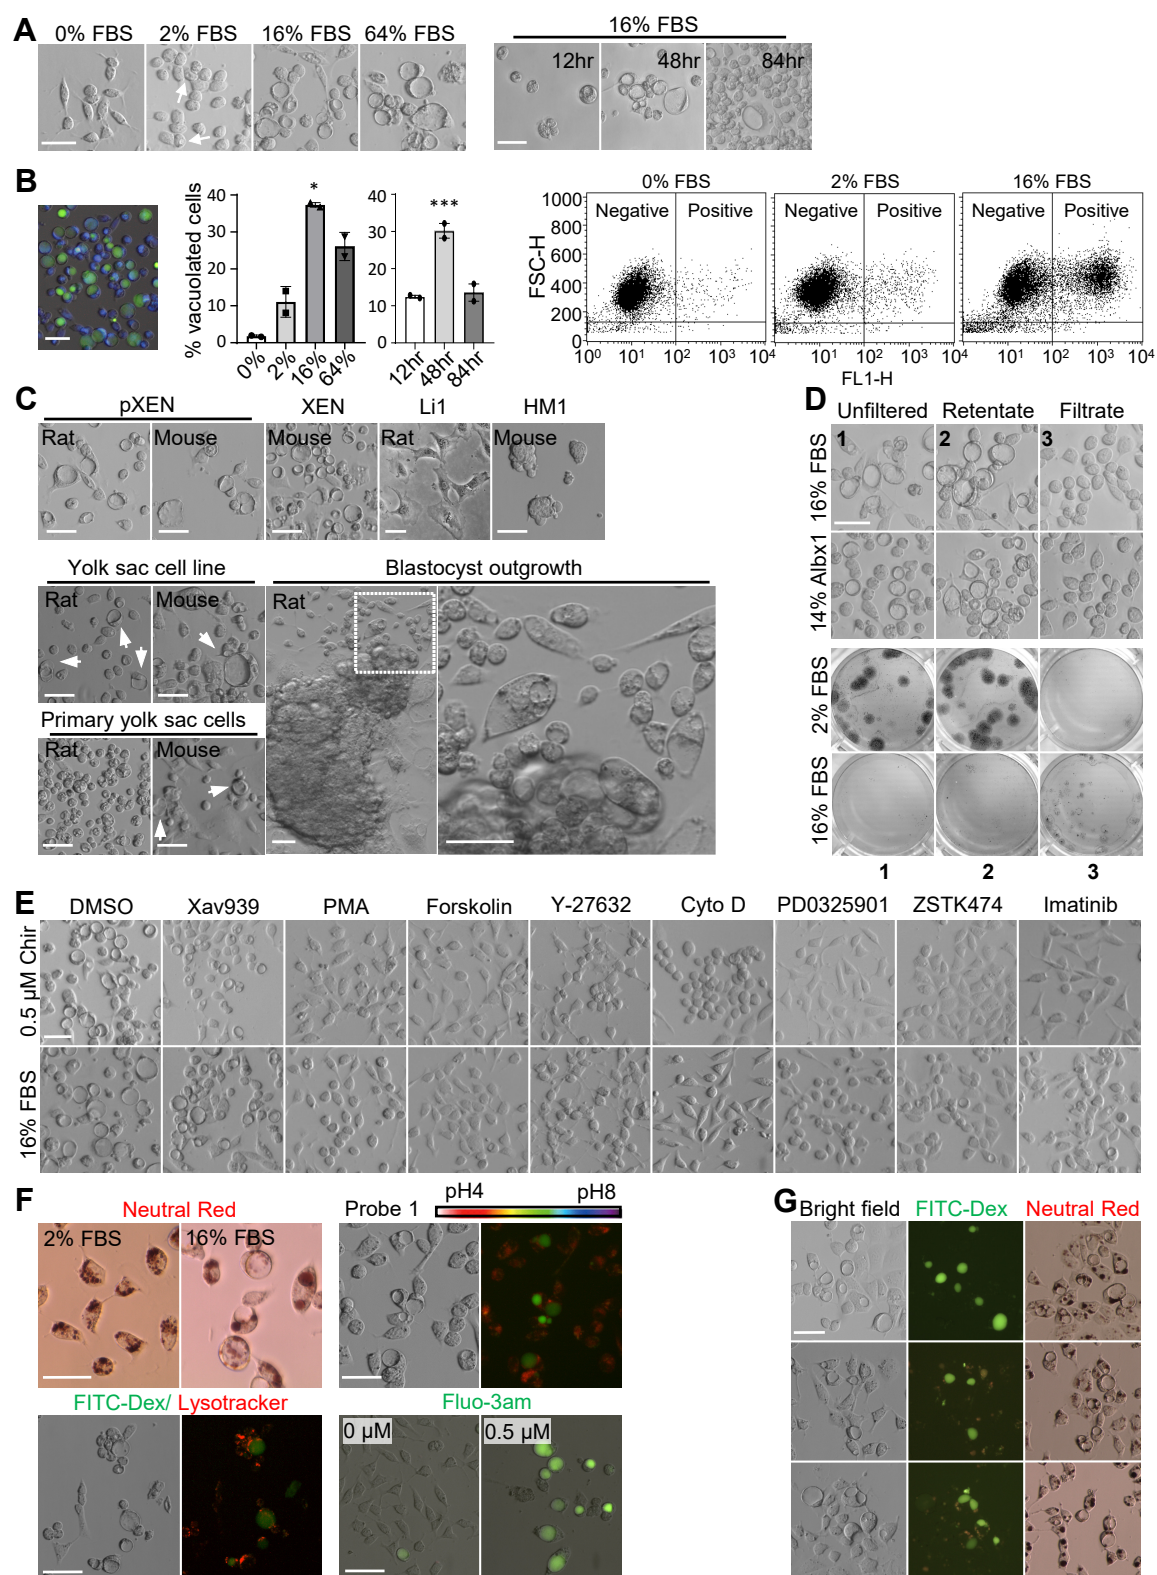 A
0% FBS 2% FBS 16% FBS 64% FBS
16% FBS
12hr 48hr 84hr
B
% vacuolated cells
40
30
20
10
0
*
0% 2% 16% 64%
40
30
20
10
0
***
12hr 48hr 84hr
0% FBS 2% FBS 16% FBS
FSC-H
1000
800
600
400
200
0
Negative Positive Negative Positive Negative Positive
10⁰ 10¹ 10² 10³ 10⁴ 10¹ 10² 10³ 10⁴ 10¹ 10² 10³ 10⁴
FL1-H
C
pXEN XEN Li1 HM1
Rat Mouse Mouse Rat Mouse
Yolk sac cell line Blastocyst outgrowth
Rat Mouse Rat
Primary yolk sac cells
Rat Mouse
D
Unfiltered Retentate Filtrate
1 2 3
16% FBS
14% Albx1
2% FBS
16% FBS
1 2 3
E
DMSO Xav939 PMA Forskolin Y-27632 Cyto D PD0325901 ZSTK474 Imatinib
0.5 µM Chir
16% FBS
F
Neutral Red
2% FBS 16% FBS
Probe 1
pH4 pH8
FITC-Dex/ Lysotracker
Fluo-3am
0 µM 0.5 µM
G
Bright field FITC-Dex Neutral Red